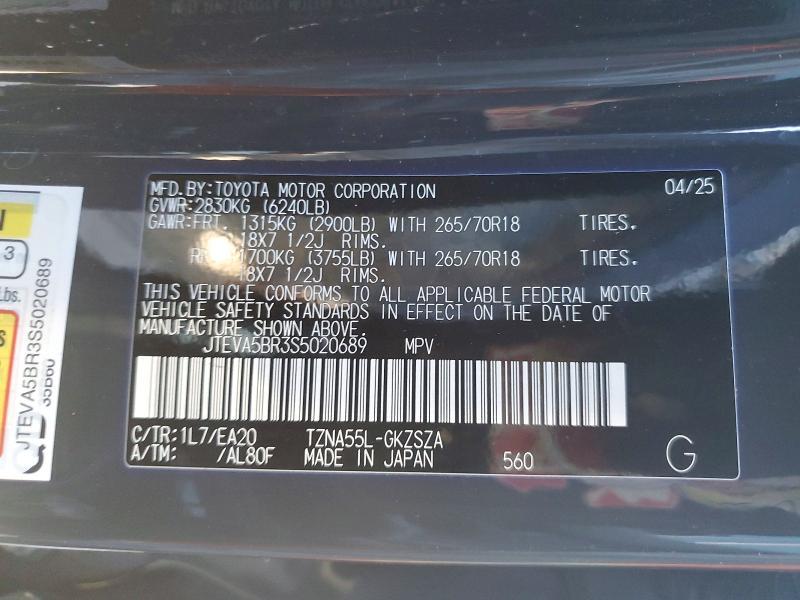 MFD.BY:TOYOTA MOTOR CORPORATION 04/25
GVWR:2830KG (6240LB)
GAWR:FRT. 1315KG (2900LB) WITH 265/70R18 TIRES.
18X7 1/2J RIMS.
1700KG (3755LB) WITH 265/70R18 TIRES.
18X7 1/2J RIMS.
THIS VEHICLE CONFORMS TO ALL APPLICABLE FEDERAL MOTOR
VEHICLE SAFETY STANDARDS IN EFFECT ON THE DATE OF
MANUFACTURE SHOWN ABOVE.
JTEVA5BR3S5020689 MPV
C/TR:1L7/EA20 TZNA55L-GKZSZA
A/TM: /AL80F MADE IN JAPAN 560 G
JTEVA5BR3S5020689
3
Lbs.